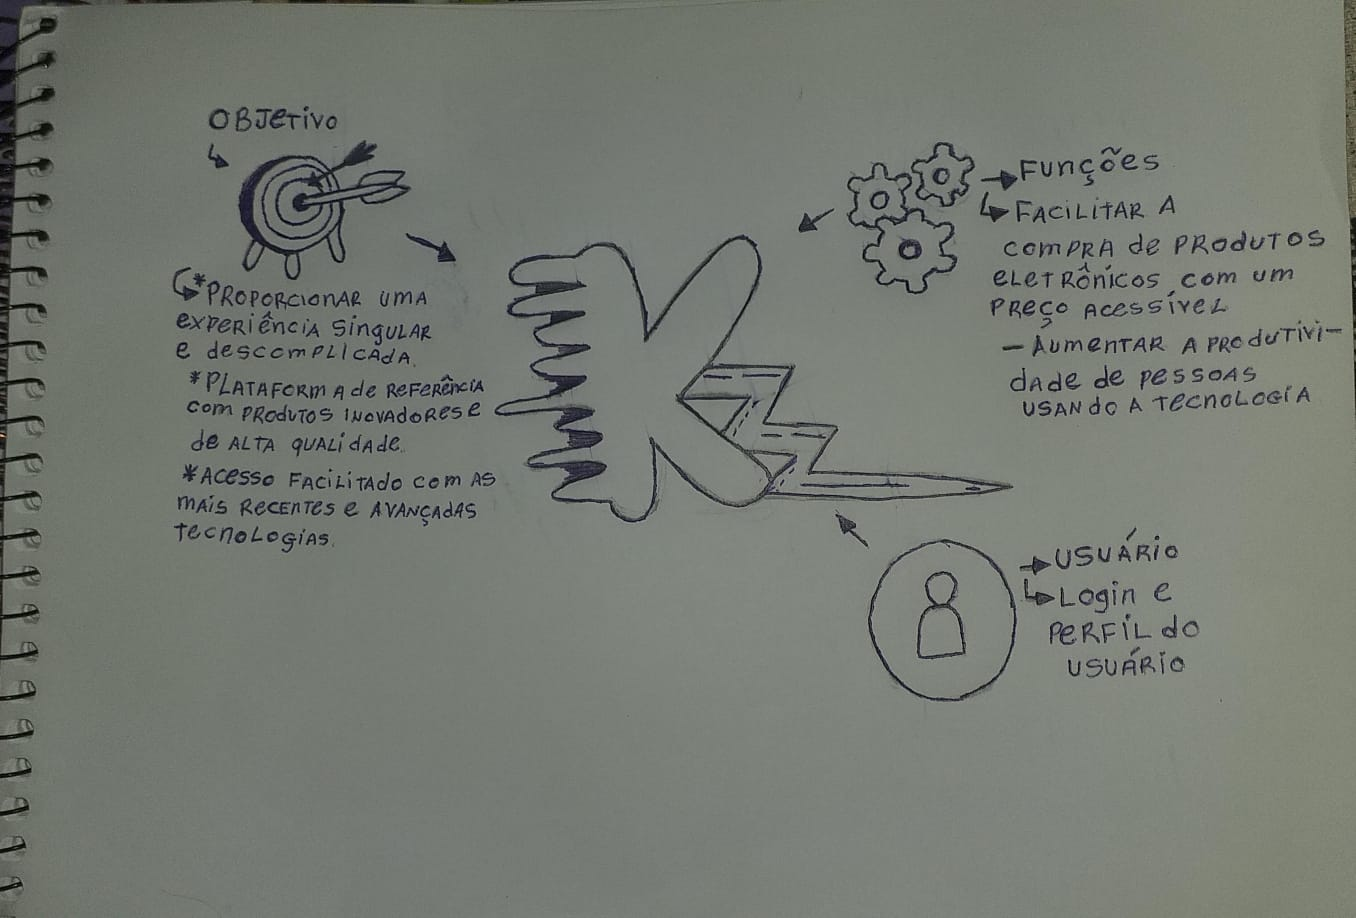 OBJETIVO
*PROPORCIONAR UMA
EXPERIÊNCIA SINGULAR
E DESCOMPLICADA.
*PLATAFORMA DE REFERÊNCIA
COM PRODUTOS INOVADORES E
DE ALTA QUALIDADE.
*ACESSO FACILITADO COM AS
MAIS RECENTES E AVANÇADAS
TECNOLOGIAS.
K
FUNÇÕES
FACILITAR A
COMPRA DE PRODUTOS
ELETRÔNICOS COM UM
PREÇO ACESSÍVEL
- AUMENTAR A PRODUTIVI-
DADE DE PESSOAS
USANDO A TECNOLOGIA
USUÁRIO
Login e
PERFIL do
USUÁRIO